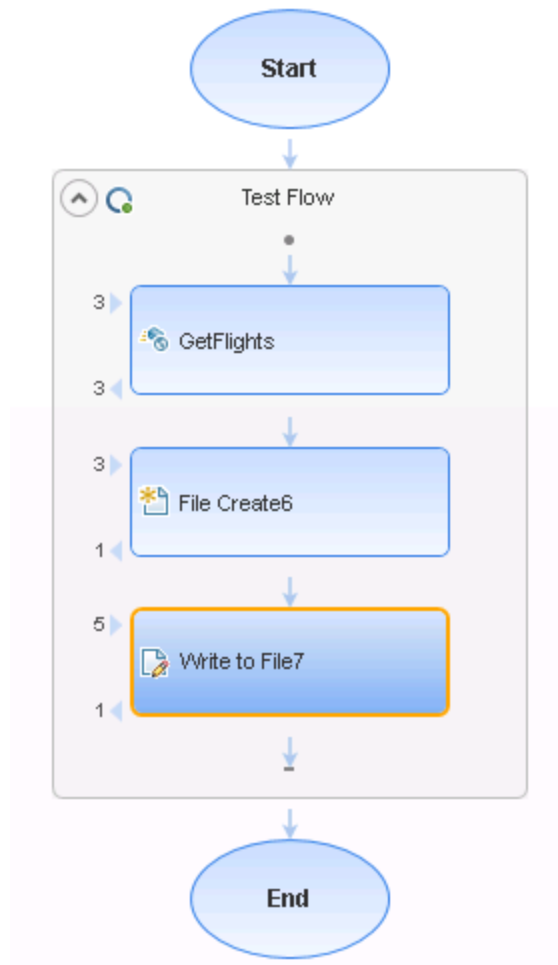 Start
Test Flow
3
GetFlights
3
3
File Create6
1
5
Write to File7
1
End